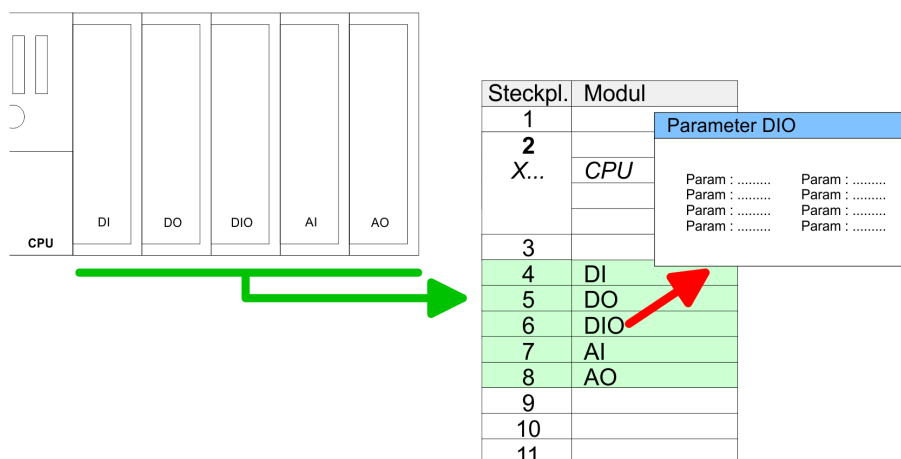 DI
DO
DIO
AI
AO
CPU
Steckpl. Modul
1
2
X... CPU
3
4 DI
5 DO
6 DIO
7 AI
8 AO
9
10
11
Parameter DIO
Param : ......... Param : .........
Param : ......... Param : .........
Param : ......... Param : .........
Param : ......... Param : .........